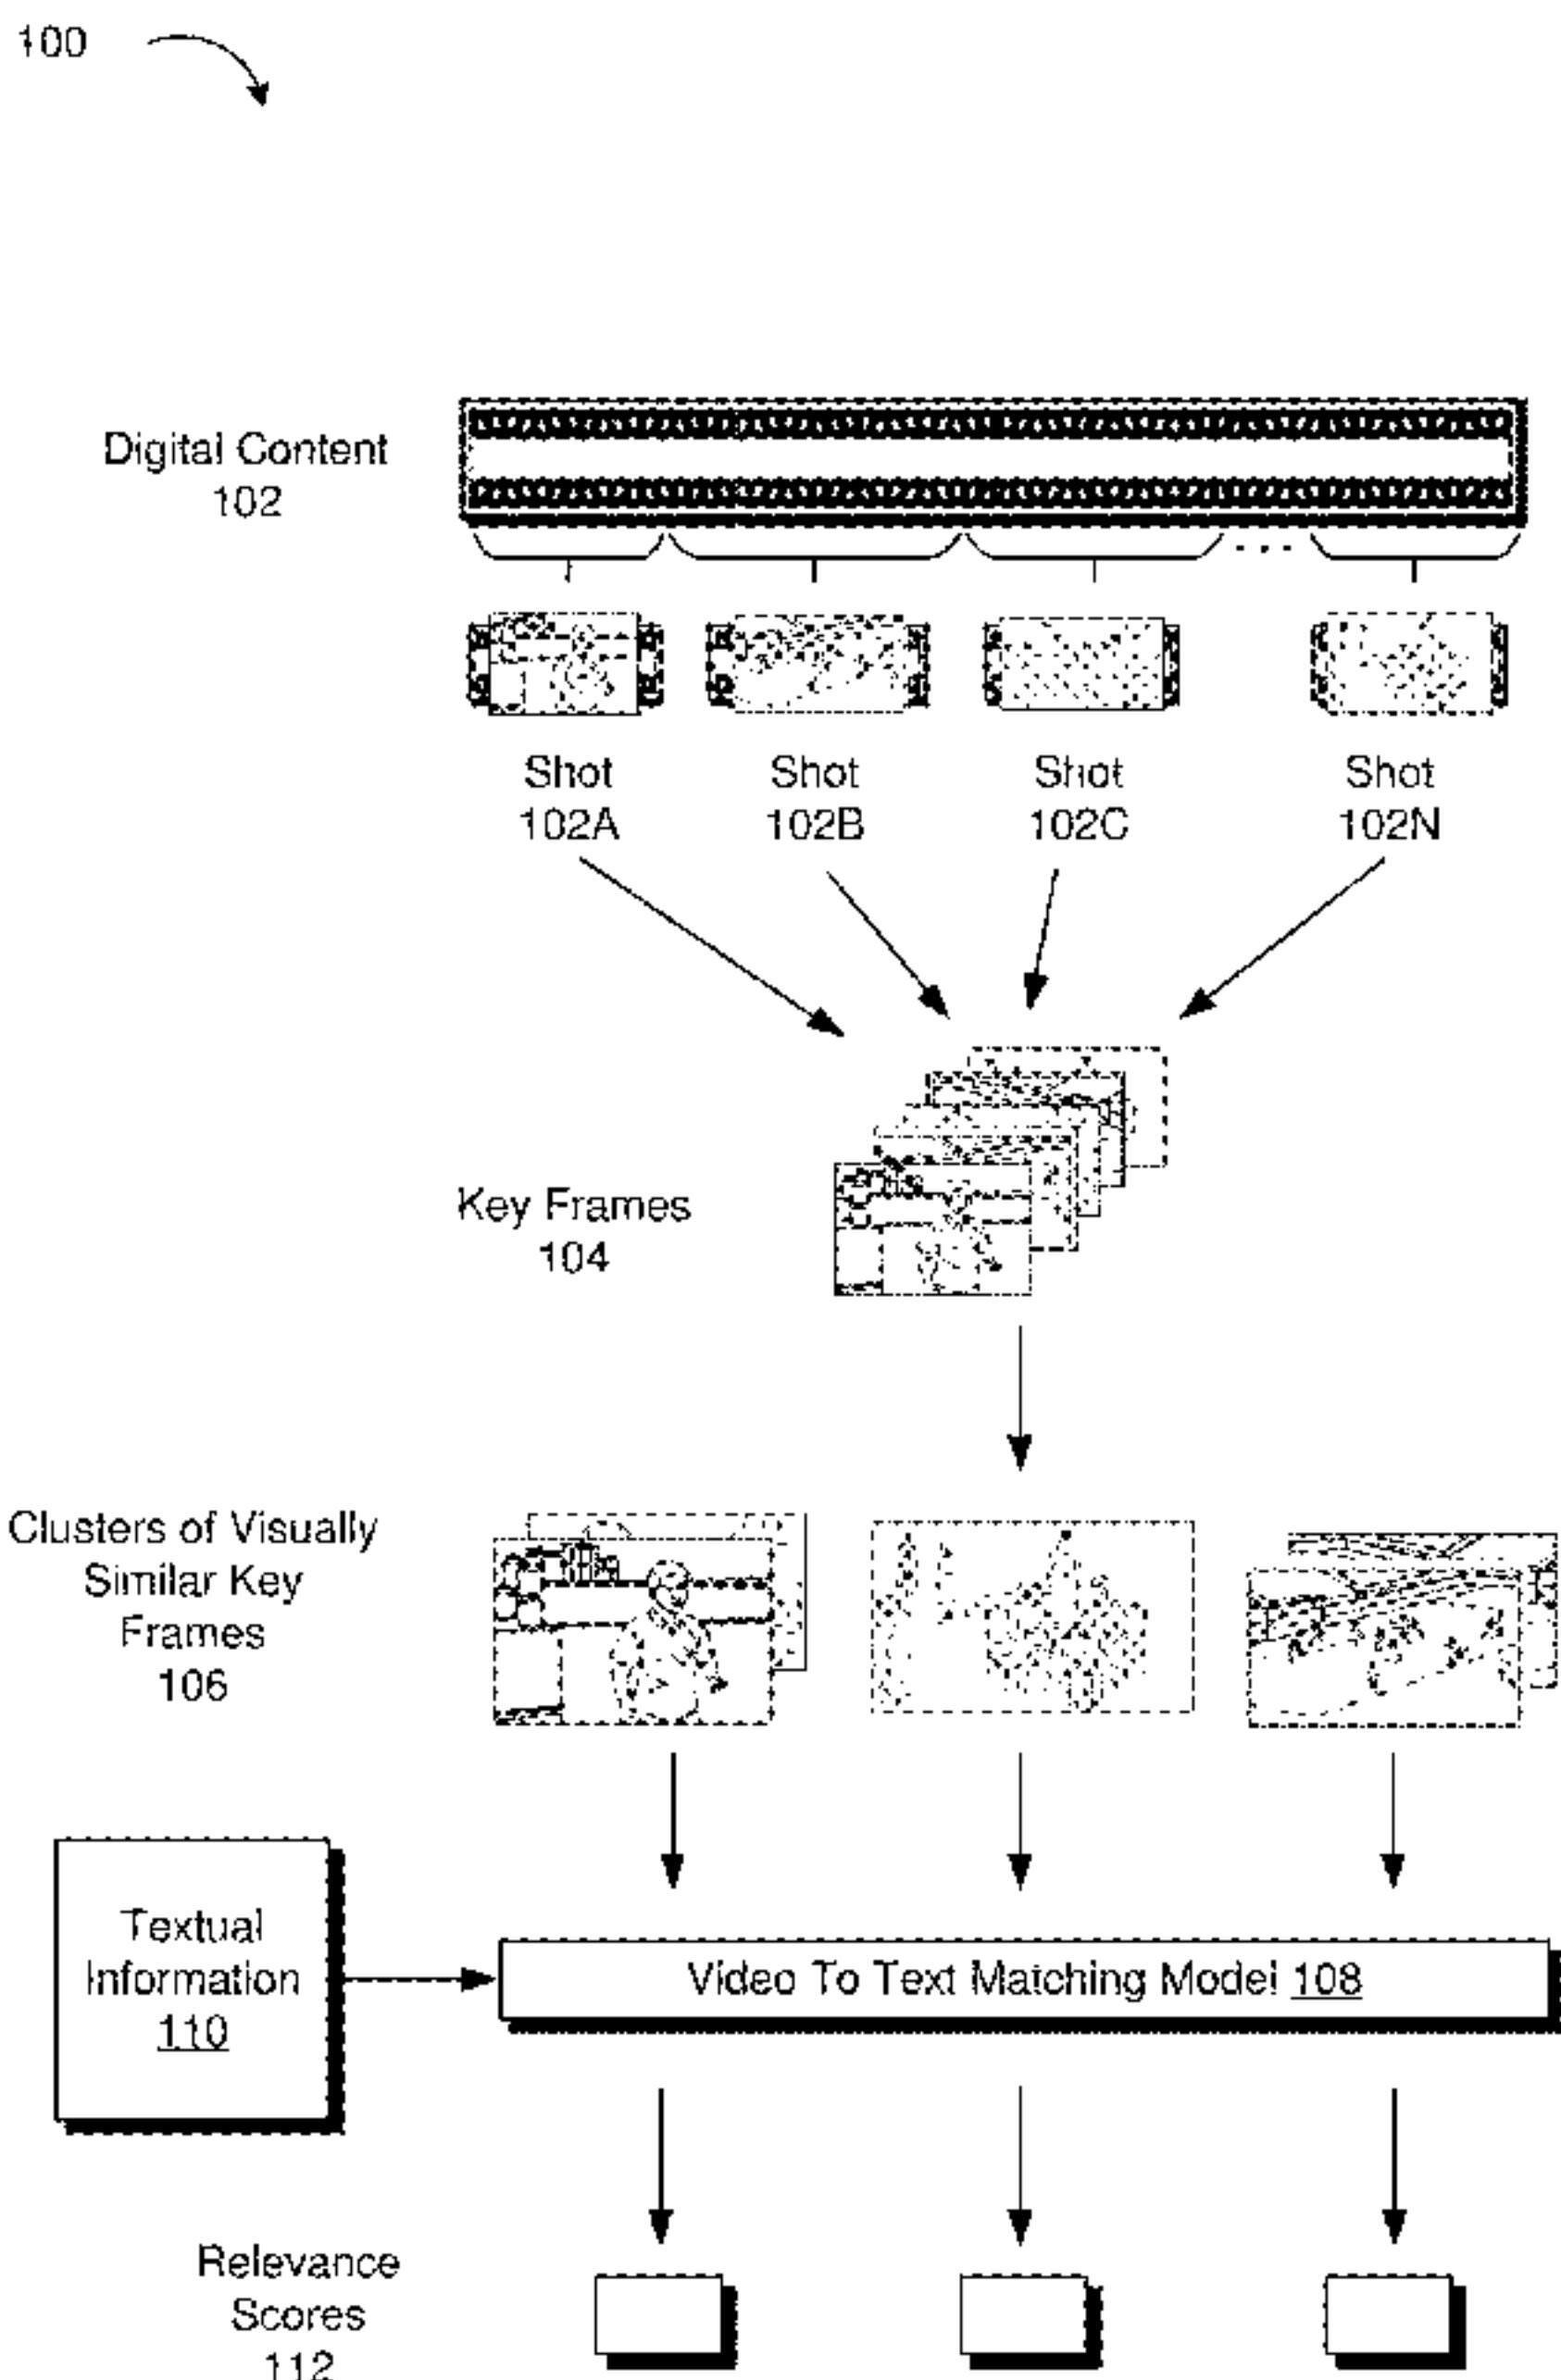 100
Digital Content
102
. . .
Shot
102A
Shot
102B
Shot
102C
Shot
102N
Key Frames
104
Clusters of Visually
Similar Key
Frames
106
Textual
Information
110
Video To Text Matching Model 108
Relevance
Scores
112